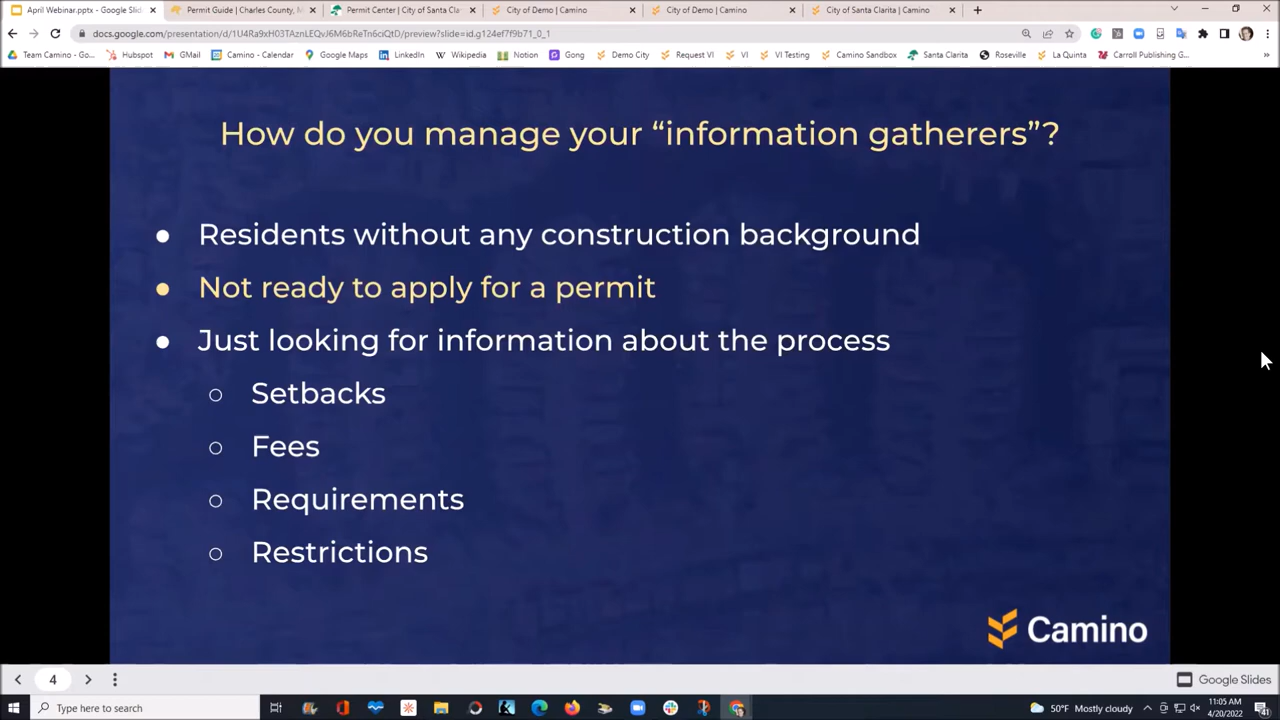 April Webinar.pptx - Google Slid
Permit Guide | Charles County, M
Permit Center | City of Santa Cla
City of Demo | Camino
City of Demo | Camino
City of Santa Clarita | Camino
docs.google.com/presentation/d/1U4Ra9xH03TAznLEQvJ6M6bReTn6ciQtD/preview?slide=id.g124ef7f9b71_0_1
Team Camino - Go...
Hubspot
GMail
Camino - Calendar
Google Maps
LinkedIn
Wikipedia
Notion
Gong
Demo City
Request VI
VI
VI Testing
Camino Sandbox
Santa Clarita
Roseville
La Quinta
Carroll Publishing G...
How do you manage your “information gatherers”?
● Residents without any construction background
● Not ready to apply for a permit
● Just looking for information about the process
○ Setbacks
○ Fees
○ Requirements
○ Restrictions
Camino
4
Google Slides
Type here to search
50°F Mostly cloudy
11:05 AM
4/20/2022